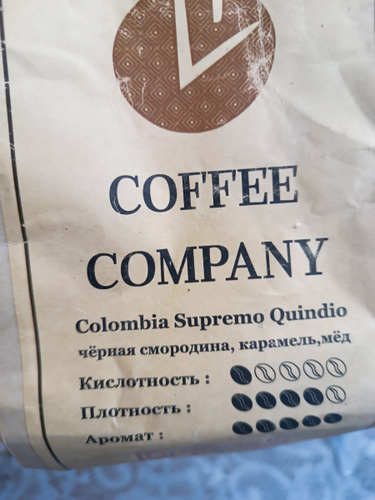 COFFEE
COMPANY
Colombia Supremo Quindio
чёрная смородина, карамель,мёд
Кислотность :
Плотность :
Аромат :